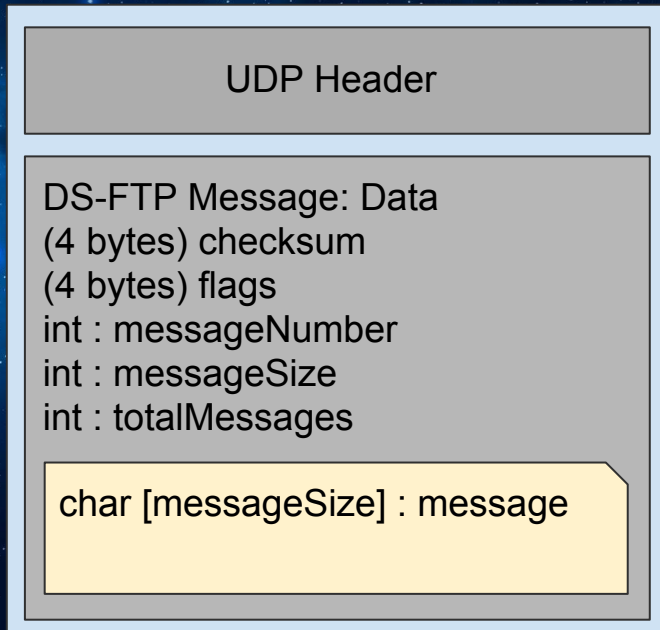 UDP Header
DS-FTP Message: Data
(4 bytes) checksum
(4 bytes) flags
int : messageNumber
int : messageSize
int : totalMessages
char [messageSize] : message